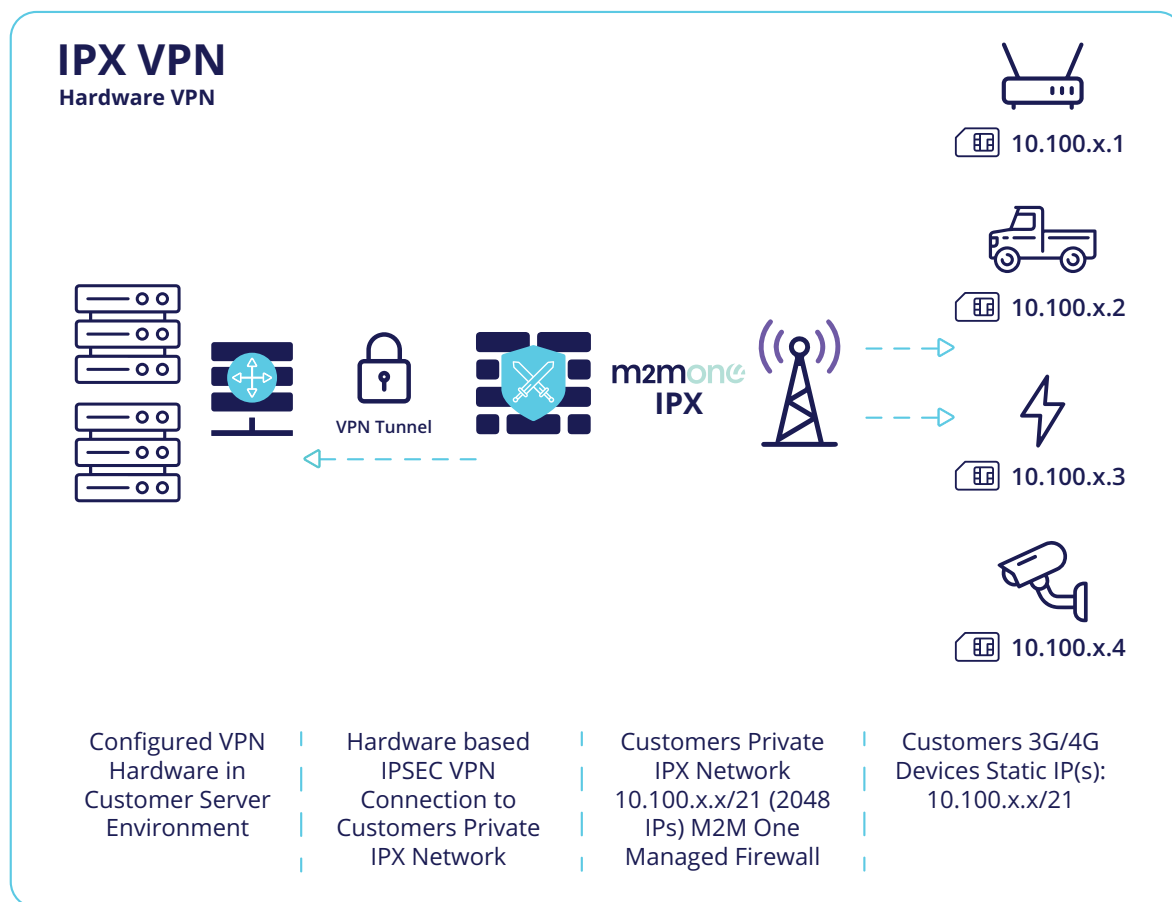 IPX VPN
Hardware VPN
10.100.x.1
10.100.x.2
VPN Tunnel
m2mone
IPX
10.100.x.3
10.100.x.4
Configured VPN
Hardware in
Customer Server
Environment
Hardware based
IPSEC VPN
Connection to
Customers Private
IPX Network
Customers Private
IPX Network
10.100.x.x/21 (2048
IPs) M2M One
Managed Firewall
Customers 3G/4G
Devices Static IP(s):
10.100.x.x/21